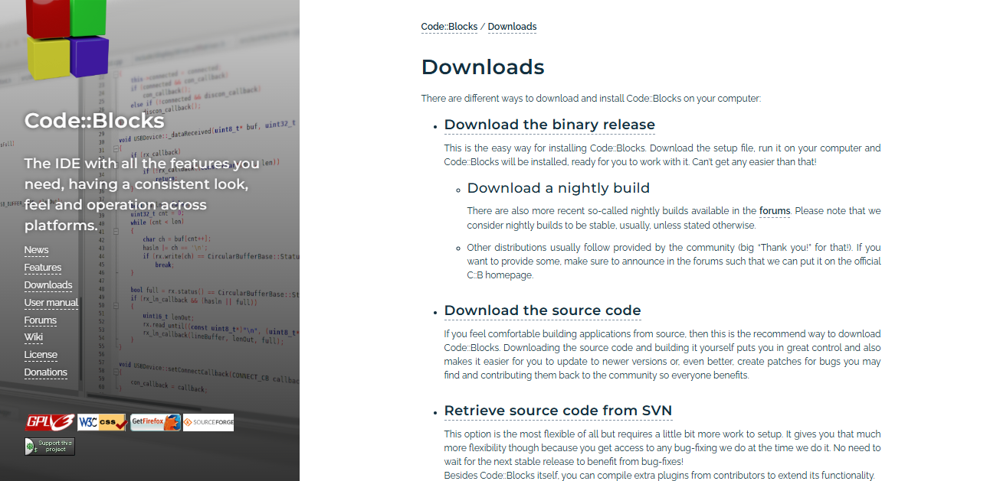 Code::Blocks
The IDE with all the features you
need, having a consistent look,
feel and operation across
platforms.
News
Features
Downloads
User manual
Forums
Wiki
License
Donations
GPLV3
W3C css
GetFirefox
SOURCEFORGE
Support this
project
Code::Blocks / Downloads
Downloads
There are different ways to download and install Code::Blocks on your computer:
Download the binary release
This is the easy way for installing Code::Blocks. Download the setup file, run it on your computer and
Code::Blocks will be installed, ready for you to work with it. Can't get any easier than that!
Download a nightly build
There are also more recent so-called nightly builds available in the forums. Please note that we
consider nightly builds to be stable, usually, unless stated otherwise.
Other distributions usually follow provided by the community (big “Thank you!” for that!). If you
want to provide some, make sure to announce in the forums such that we can put it on the official
C::B homepage.
Download the source code
If you feel comfortable building applications from source, then this is the recommend way to download
Code::Blocks. Downloading the source code and building it yourself puts you in great control and also
makes it easier for you to update to newer versions or, even better, create patches for bugs you may
find and contributing them back to the community so everyone benefits.
Retrieve source code from SVN
This option is the most flexible of all but requires a little bit more work to setup. It gives you that much
more flexibility though because you get access to any bug-fixing we do at the time we do it. No need to
wait for the next stable release to benefit from bug-fixes!
Besides Code::Blocks itself, you can compile extra plugins from contributors to extend its functionality.